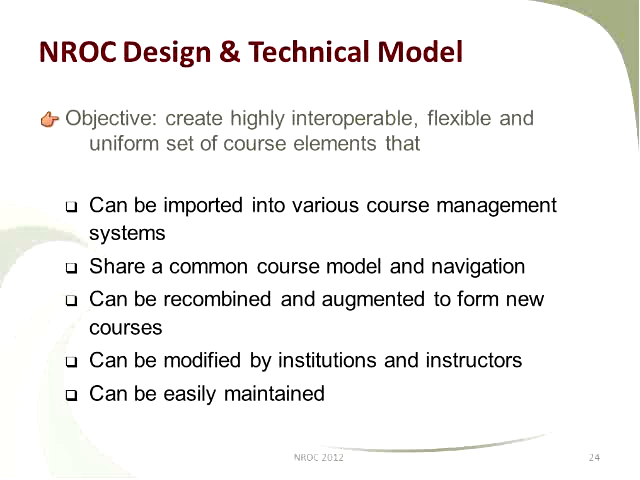 NROC Design & Technical Model
Objective: create highly interoperable, flexible and
uniform set of course elements that
Can be imported into various course management
systems
Share a common course model and navigation
Can be recombined and augmented to form new
courses
Can be modified by institutions and instructors
Can be easily maintained
NROC 2012
24